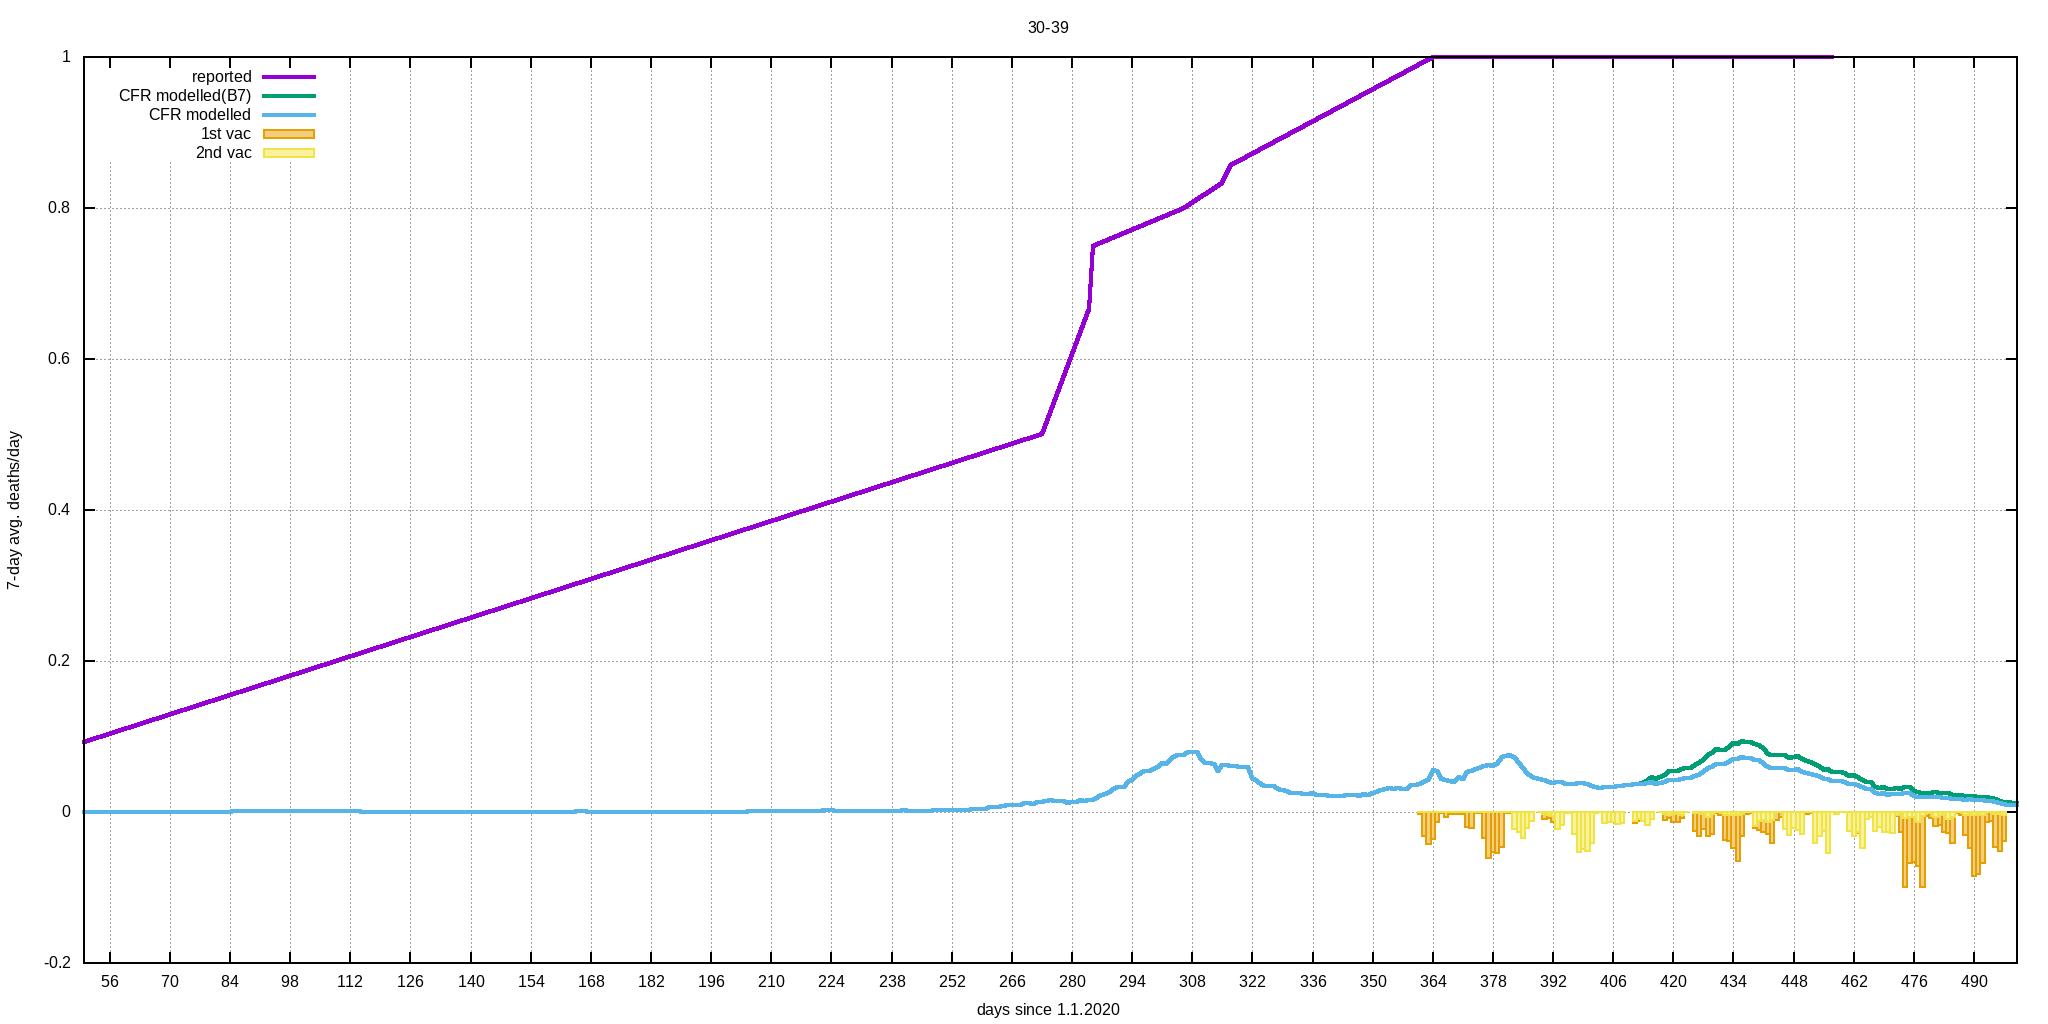 30-39
1
reported
CFR modelled(B7)
CFR modelled
1st vac
2nd vac
0.8
0.6
0.4
0.2
0
-0.2
7-day avg. deaths/day
56 70 84 98 112 126 140 154 168 182 196 210 224 238 252 266 280 294 308 322 336 350 364 378 392 406 420 434 448 462 476 490
days since 1.1.2020